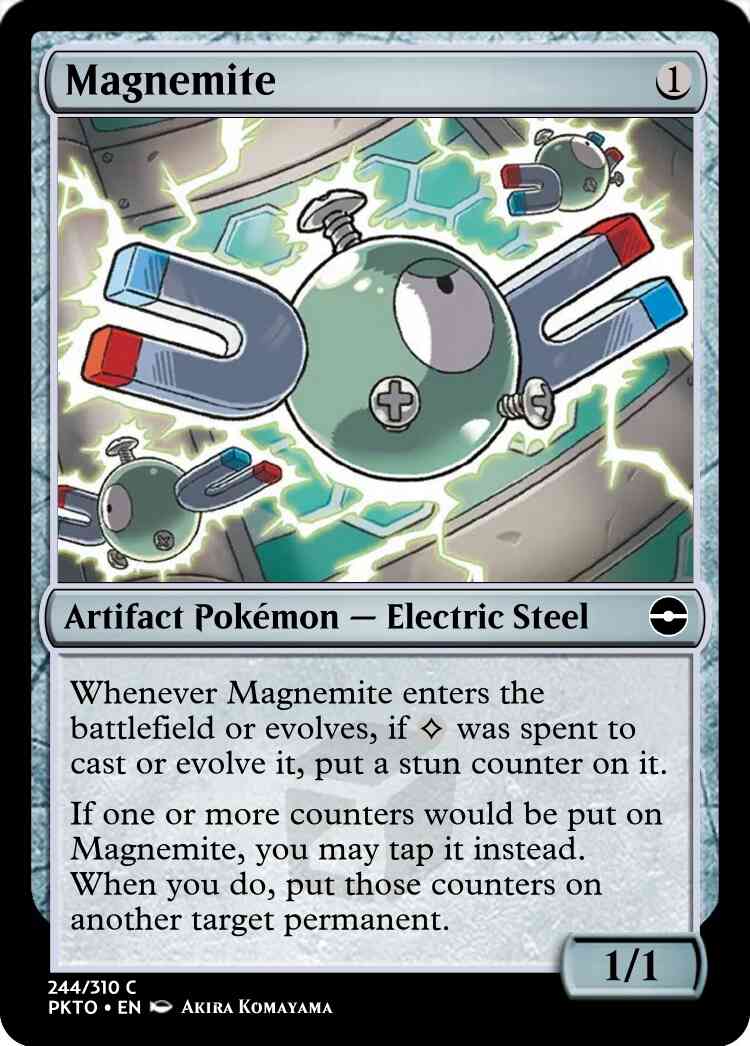 Magnemite 1
Artifact Pokémon — Electric Steel
Whenever Magnemite enters the
battlefield or evolves, if ⟡ was spent to
cast or evolve it, put a stun counter on it.
If one or more counters would be put on
Magnemite, you may tap it instead.
When you do, put those counters on
another target permanent.
1/1
244/310 C
PKTO • EN Akira Komayama